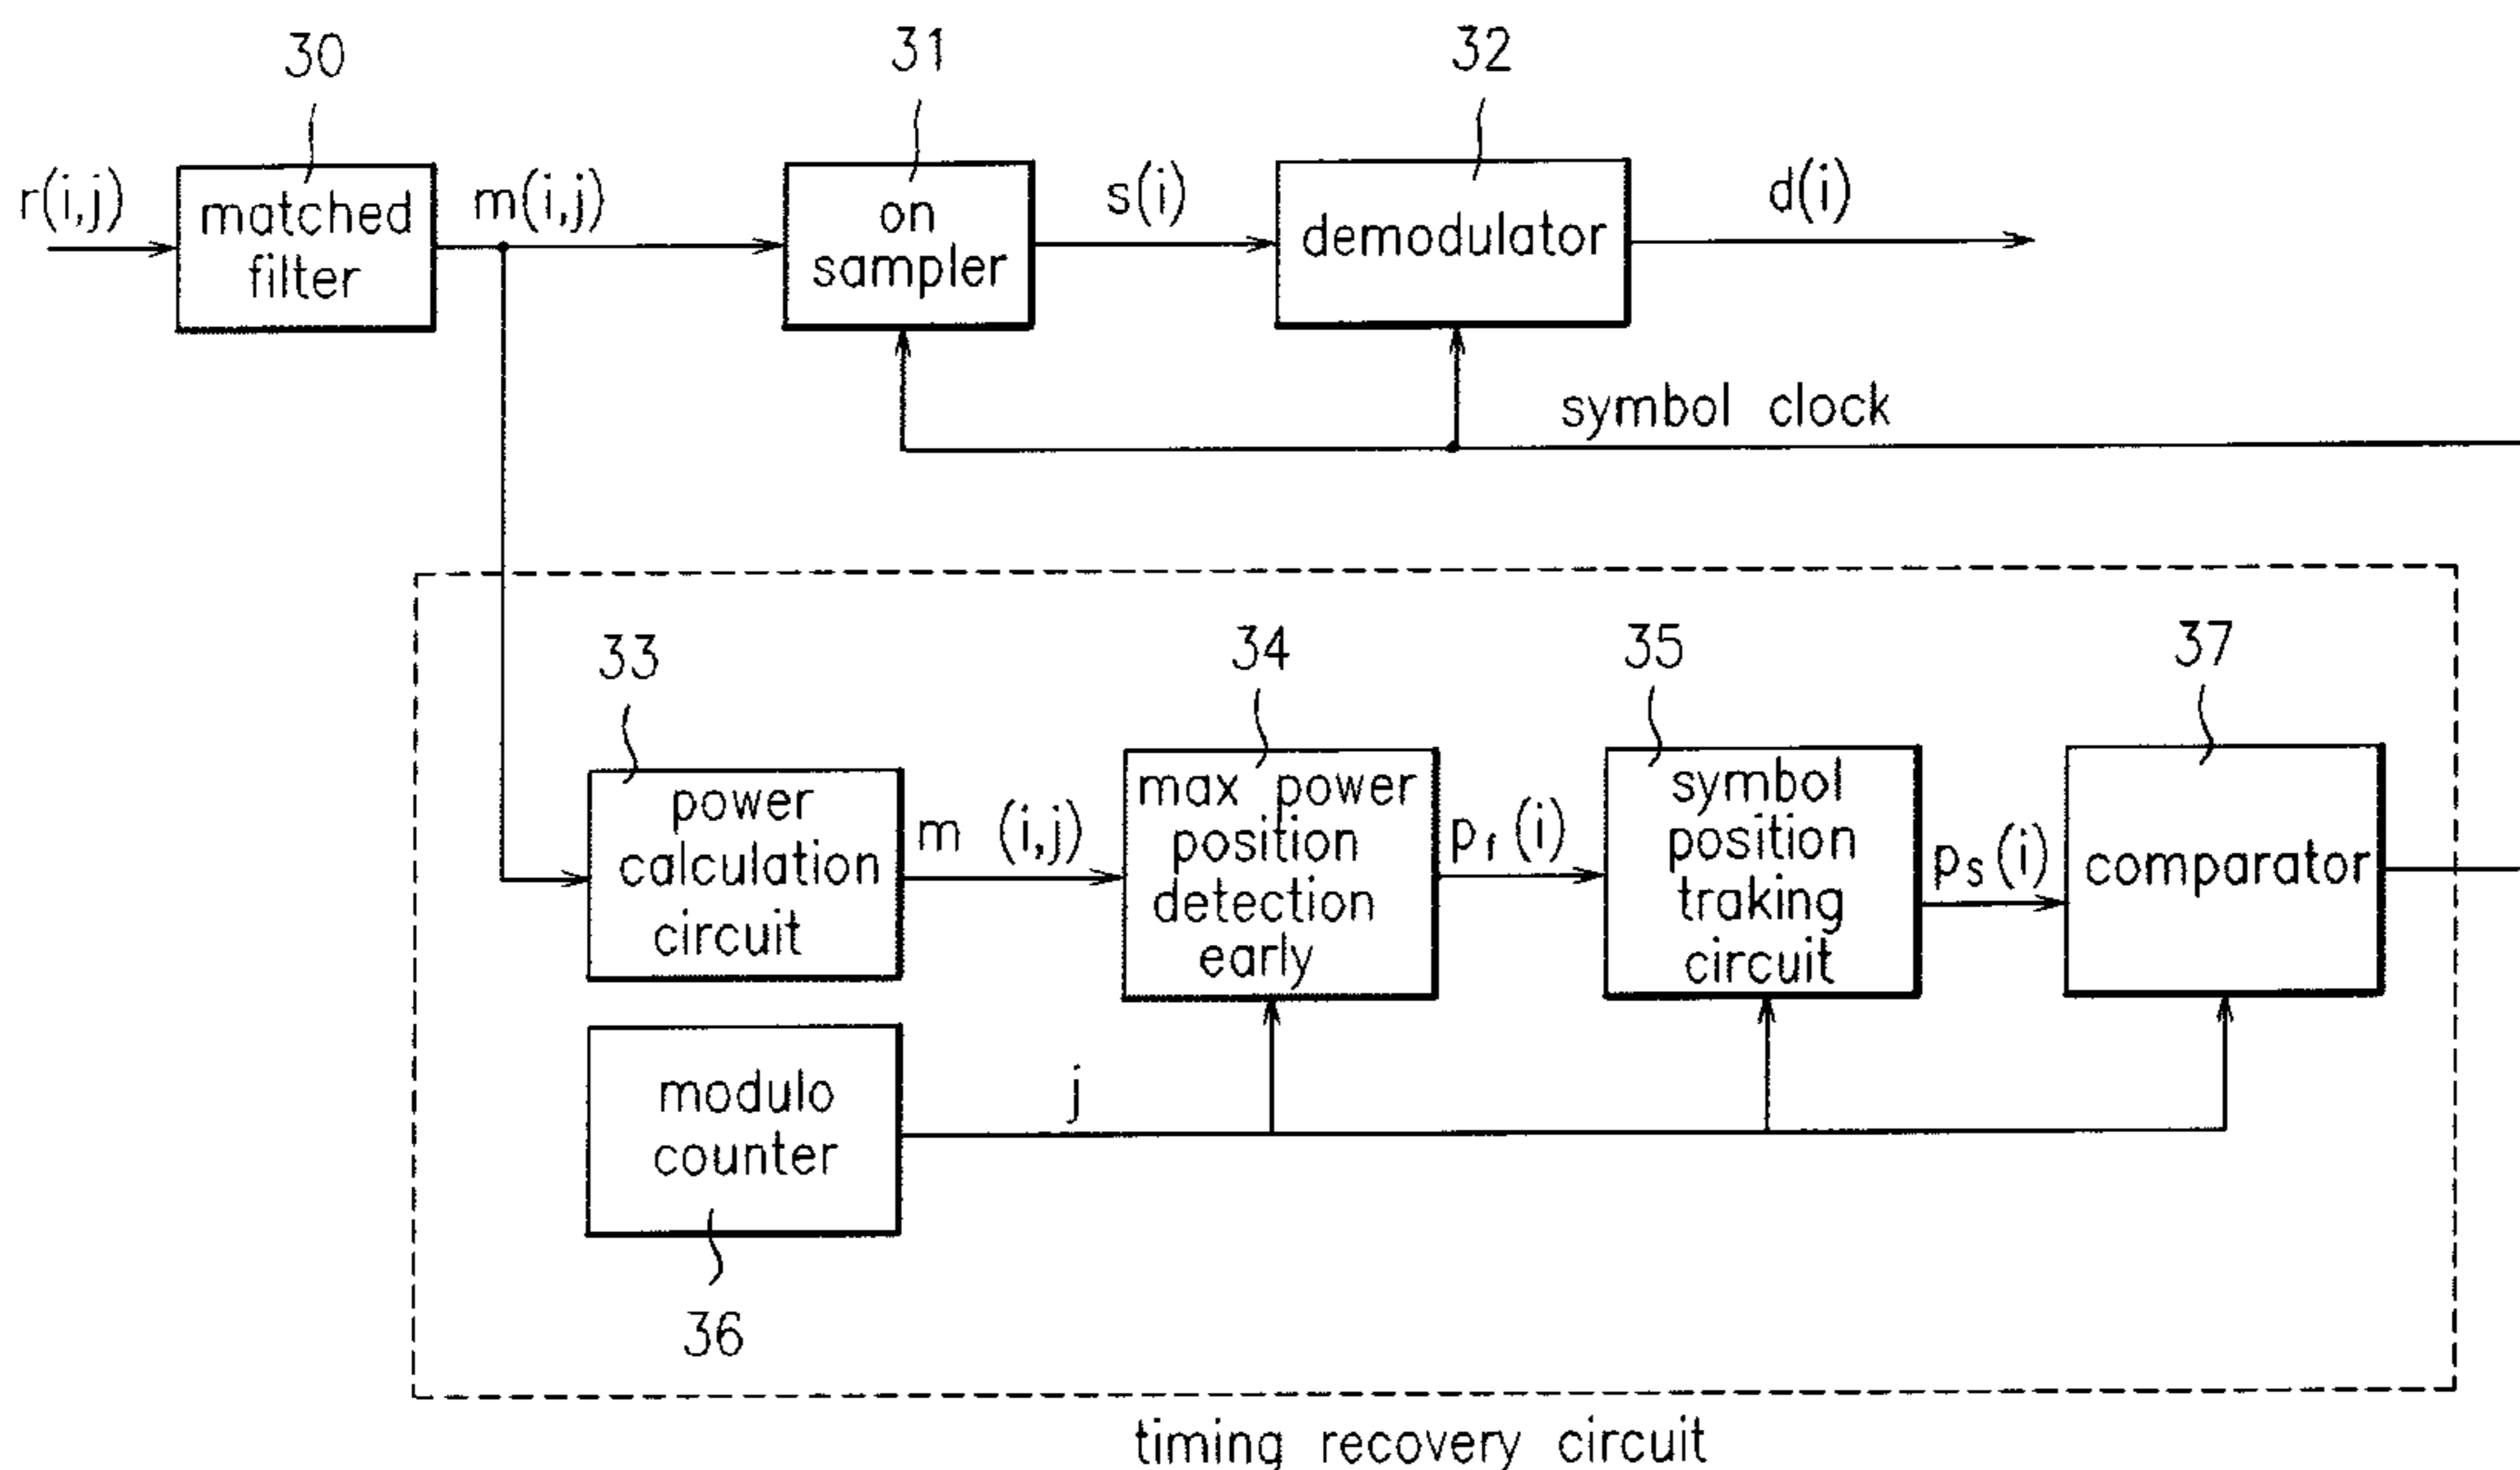 30
31
32
r(i,j)
matched
filter
m(i,j)
on
sampler
s(i)
demodulator
d(i)
symbol clock
33
34
35
37
power
calculation
circuit
m (i,j)
max power
position
detection
early
pf(i)
symbol
position
traking
circuit
ps(i)
comparator
modulo
counter
j
36
timing recovery circuit